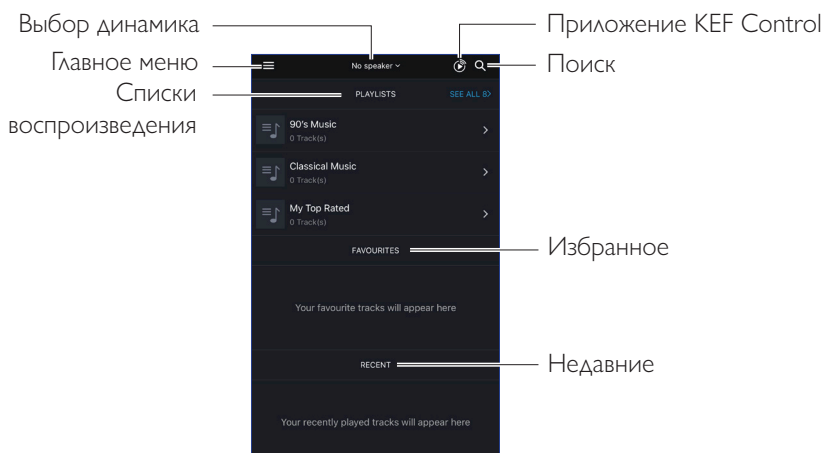 Выбор динамика
Приложение KEF Control
Главное меню
Поиск
Списки
воспроизведения
No speaker
PLAYLISTS
SEE ALL 8>
90's Music
0 Track(s)
Classical Music
0 Track(s)
My Top Rated
0 Track(s)
FAVOURITES
Избранное
Your favourite tracks will appear here
RECENT
Недавние
Your recently played tracks will appear here